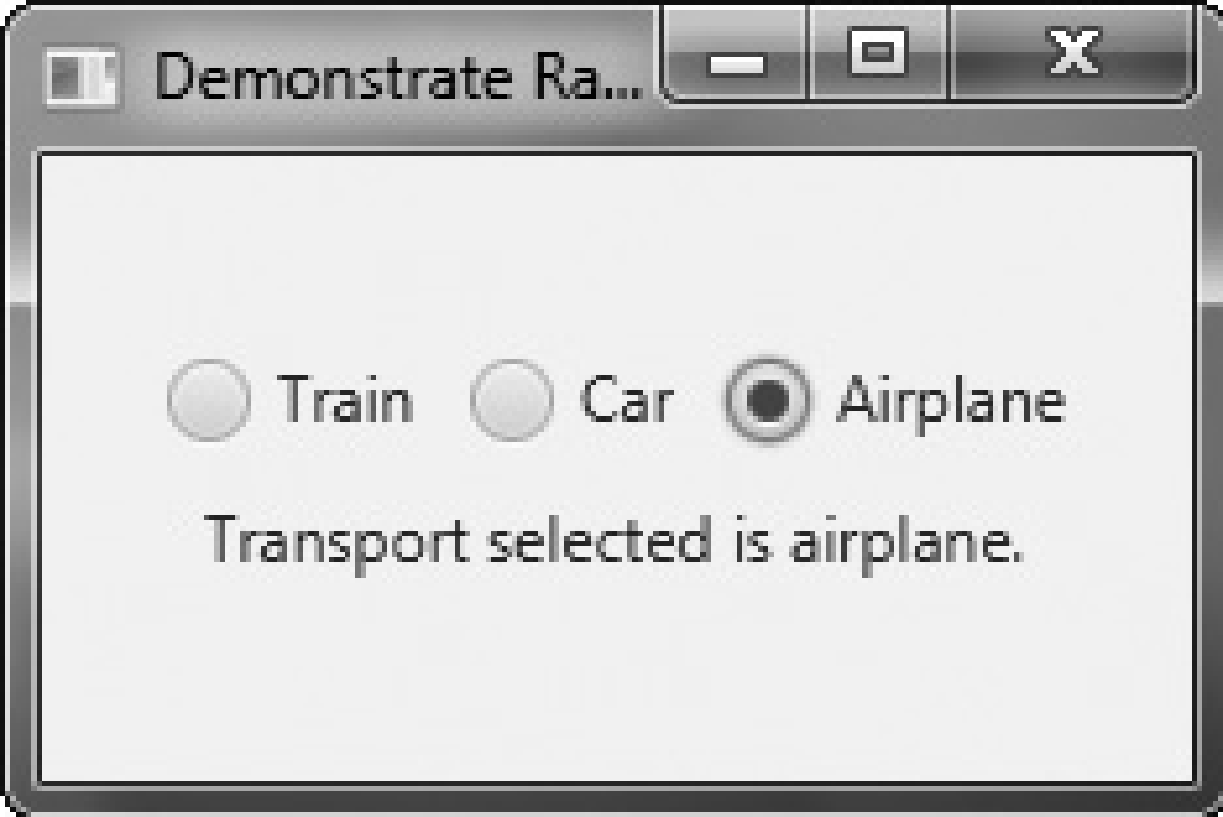 Demonstrate Ra...
Train Car Airplane
Transport selected is airplane.